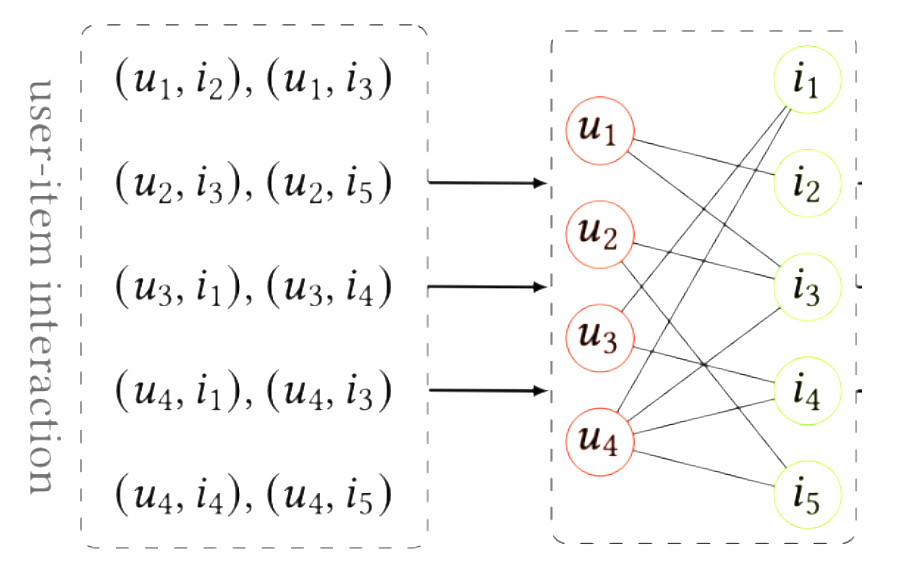 user-item interaction
(u₁, i₂), (u₁, i₃)
(u₂, i₃), (u₂, i₅)
(u₃, i₁), (u₃, i₄)
(u₄, i₁), (u₄, i₃)
(u₄, i₄), (u₄, i₅)
u₁
u₂
u₃
u₄
i₁
i₂
i₃
i₄
i₅